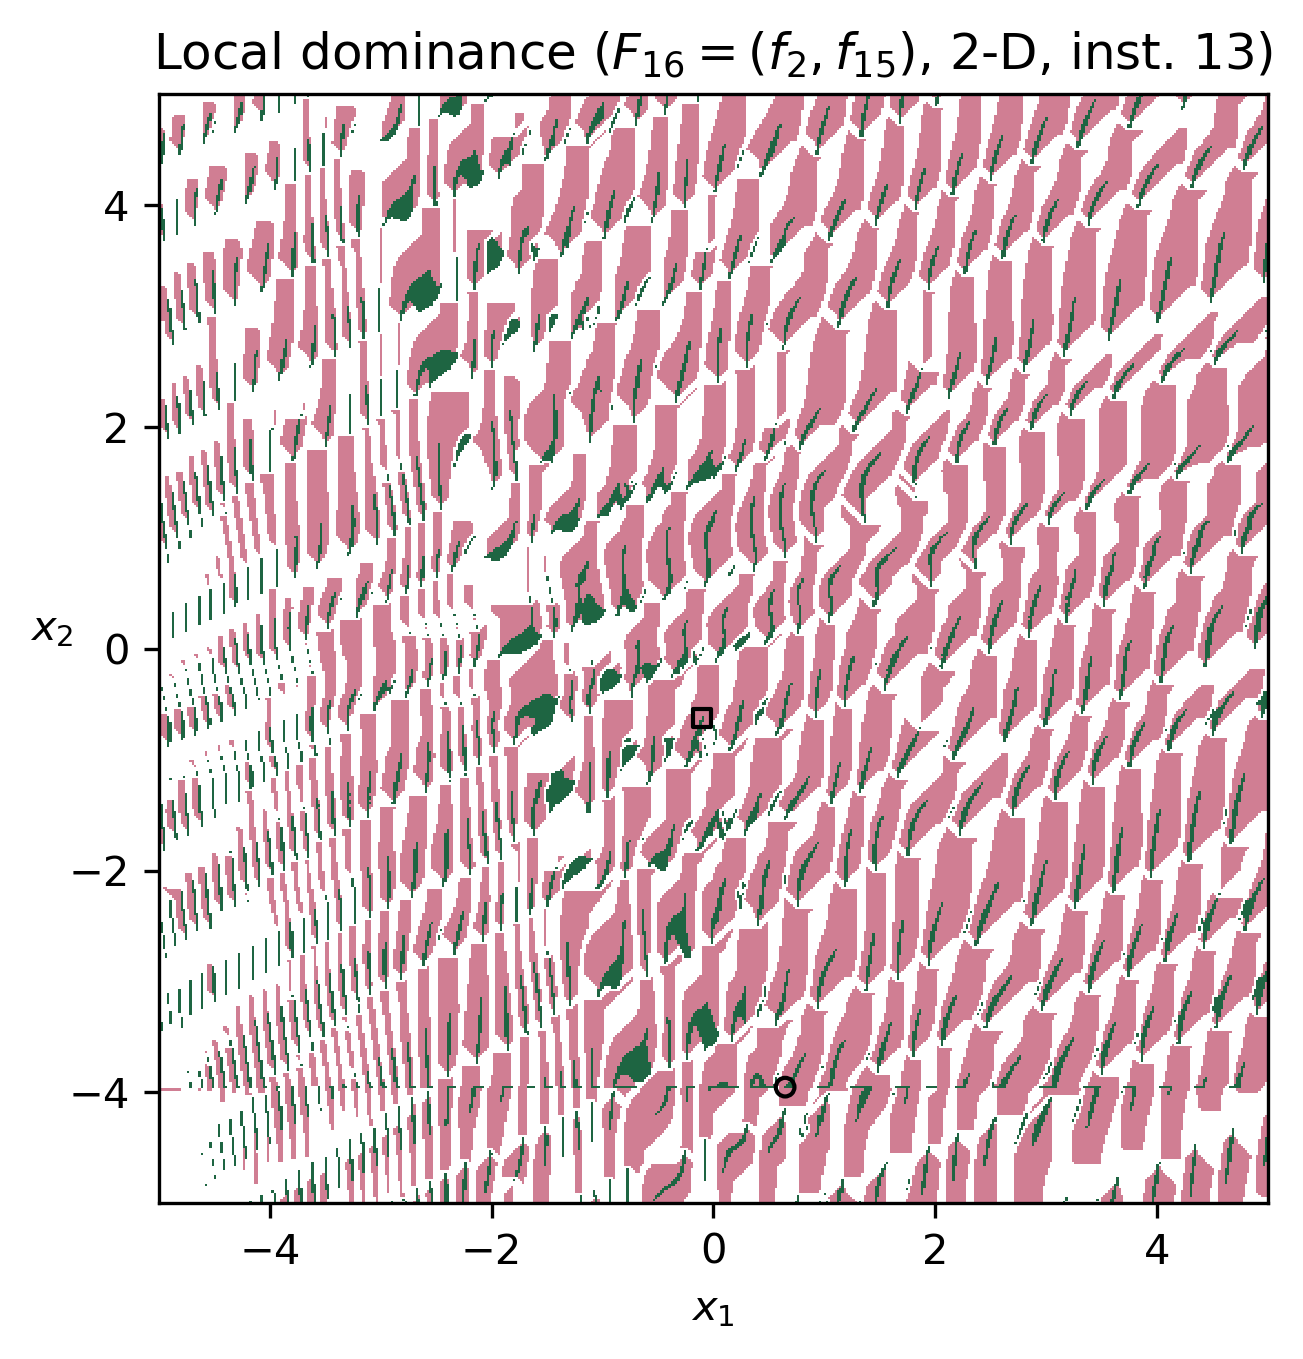 Local dominance (F₁₆ = (f₂, f₁₅), 2-D, inst. 13)
4
2
x₂ 0
−2
−4
−4 −2 0 2 4
x₁